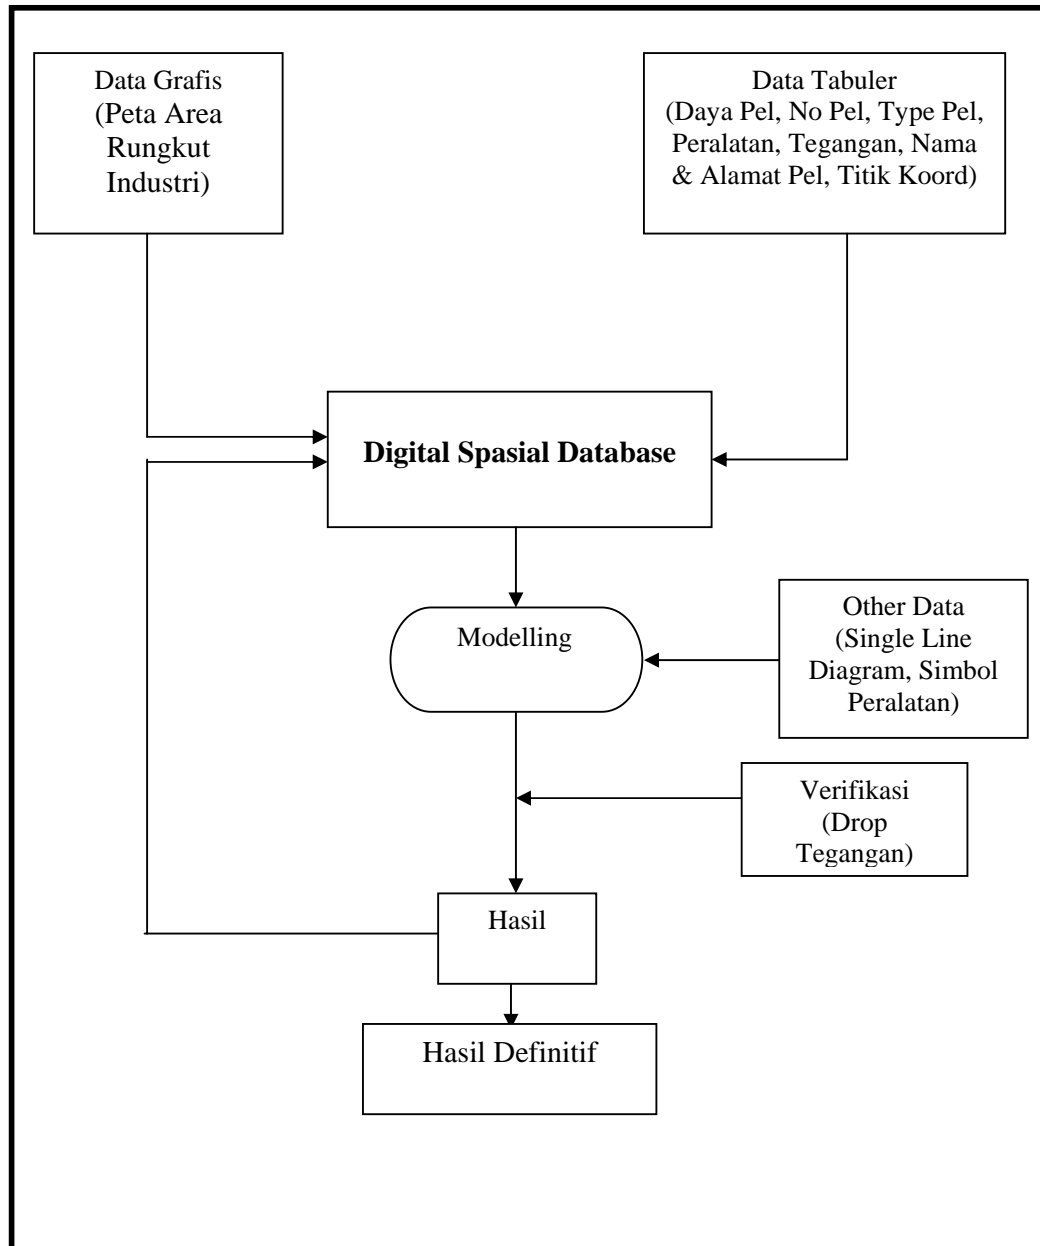 Data Grafis
(Peta Area
Rungkut
Industri)
Data Tabuler
(Daya Pel, No Pel, Type Pel,
Peralatan, Tegangan, Nama
& Alamat Pel, Titik Koord)
Digital Spasial Database
Modelling
Other Data
(Single Line
Diagram, Simbol
Peralatan)
Verifikasi
(Drop
Tegangan)
Hasil
Hasil Definitif